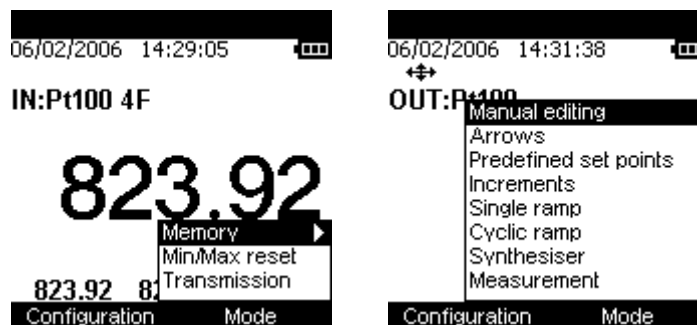 06/02/2006 14:29:05
IN:Pt100 4F
823.92
Memory
Min/Max reset
Transmission
823.92 82
Configuration Mode
06/02/2006 14:31:38
OUT:Pt100
Manual editing
Arrows
Predefined set points
Increments
Single ramp
Cyclic ramp
Synthesiser
Measurement
Configuration Mode